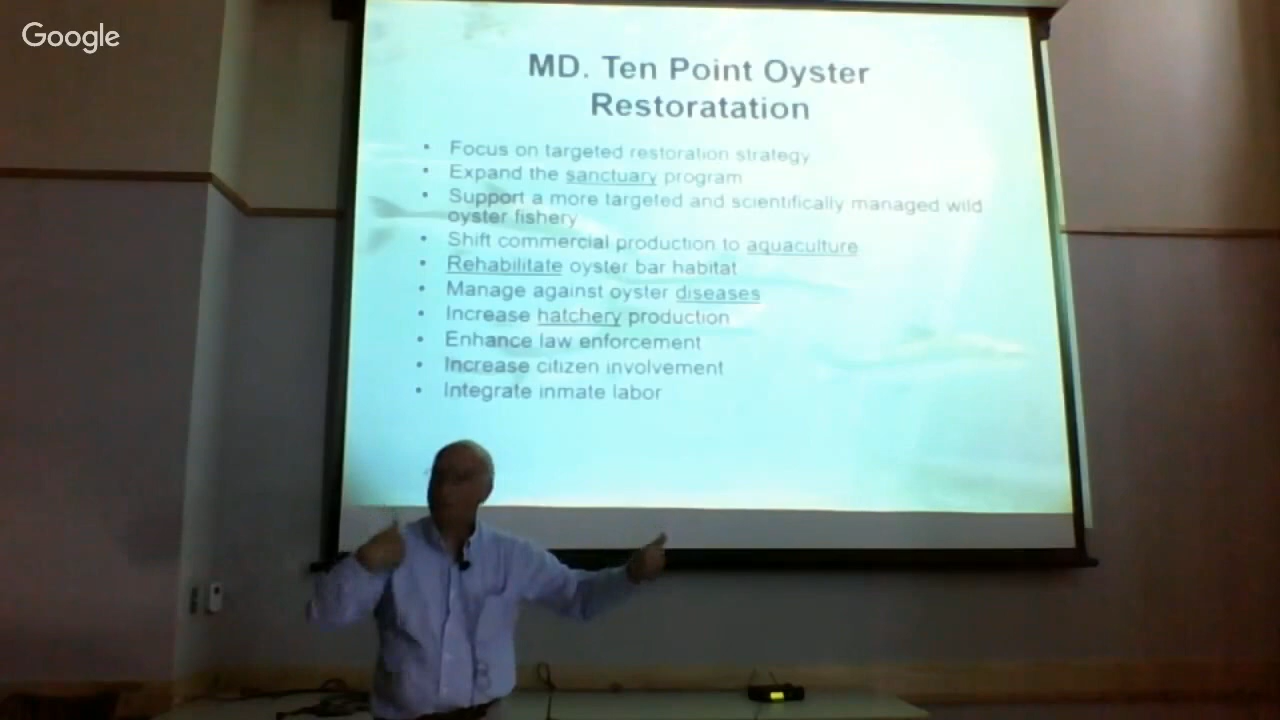 Google
MD. Ten Point Oyster
Restoratation
• Focus on targeted restoration strategy
• Expand the sanctuary program
• Support a more targeted and scientifically managed wild
oyster fishery
• Shift commercial production to aquaculture
• Rehabilitate oyster bar habitat
• Manage against oyster diseases
• Increase hatchery production
• Enhance law enforcement
• Increase citizen involvement
• Integrate inmate labor